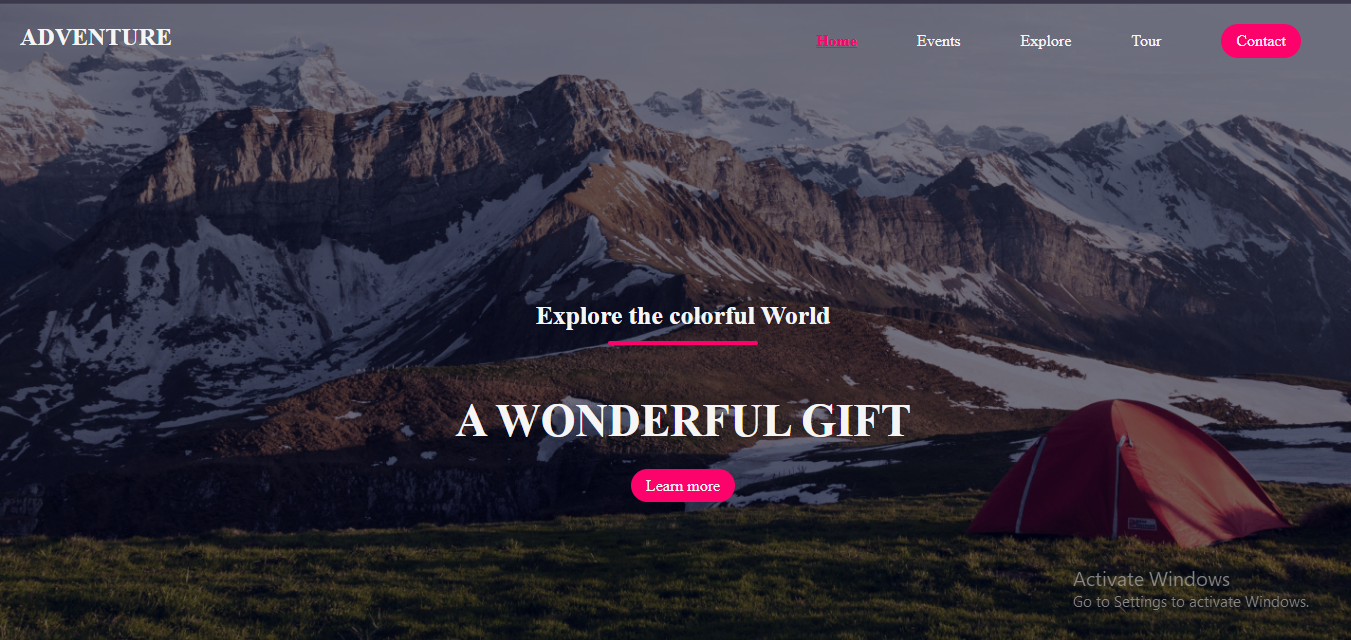 ADVENTURE
Home Events Explore Tour Contact
Explore the colorful World
A WONDERFUL GIFT
Learn more
Activate Windows
Go to Settings to activate Windows.